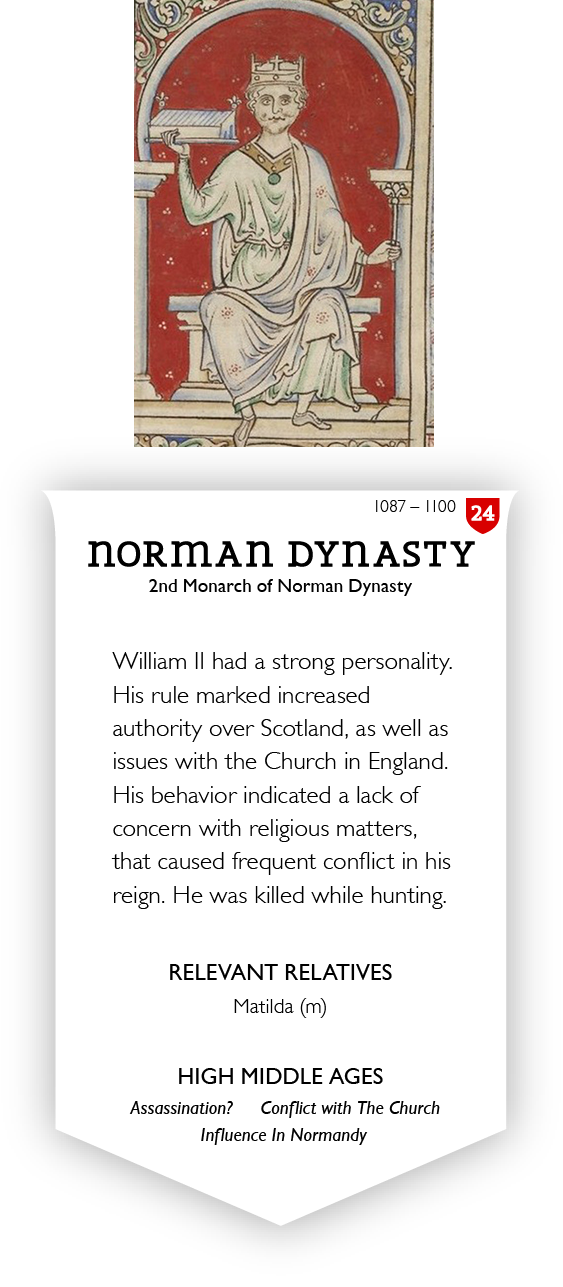 1087 – 1100 24
NORMAN DYNASTY
2nd Monarch of Norman Dynasty
William II had a strong personality.
His rule marked increased
authority over Scotland, as well as
issues with the Church in England.
His behavior indicated a lack of
concern with religious matters,
that caused frequent conflict in his
reign. He was killed while hunting.
RELEVANT RELATIVES
Matilda (m)
HIGH MIDDLE AGES
Assassination? Conflict with The Church
Influence In Normandy